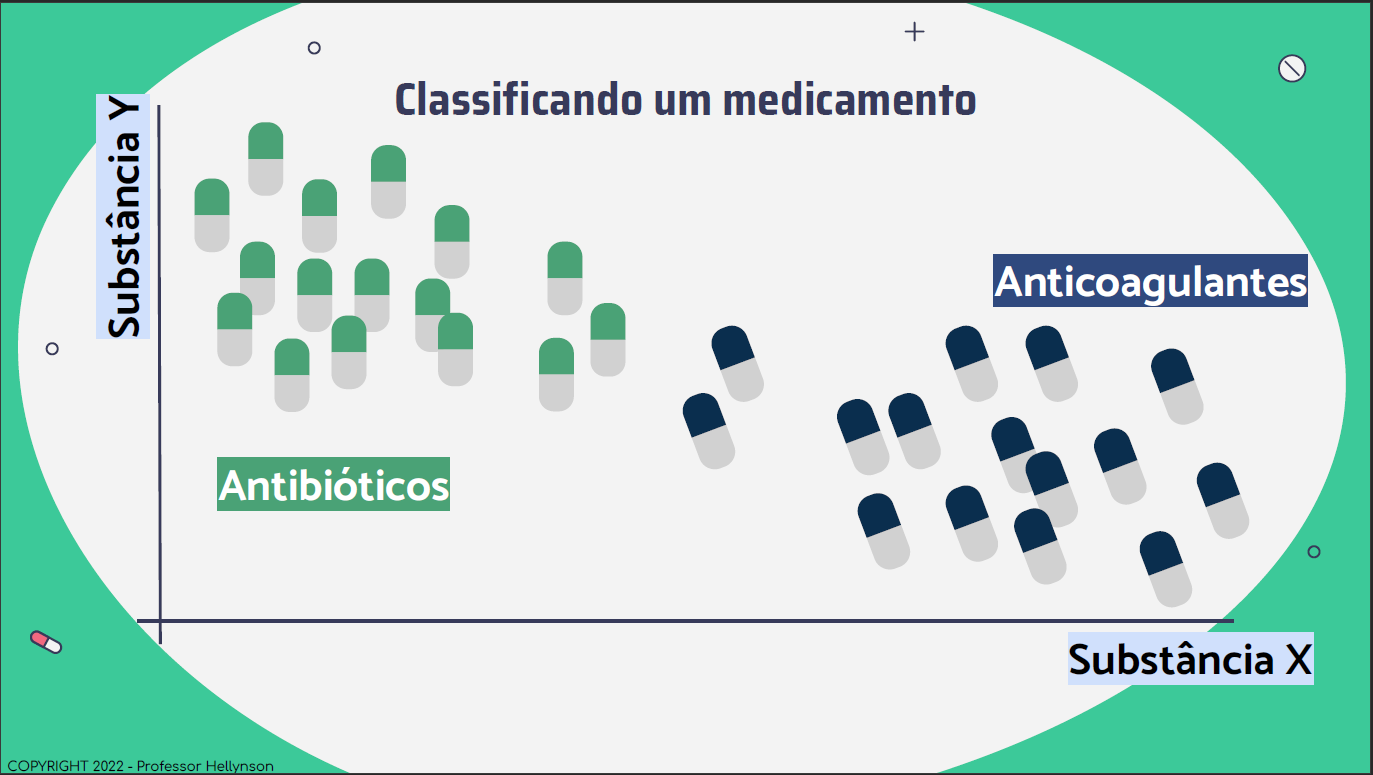 Classificando um medicamento
Substância Y
Anticoagulantes
Antibióticos
Substância X
COPYRIGHT 2022 - Professor Hellynson